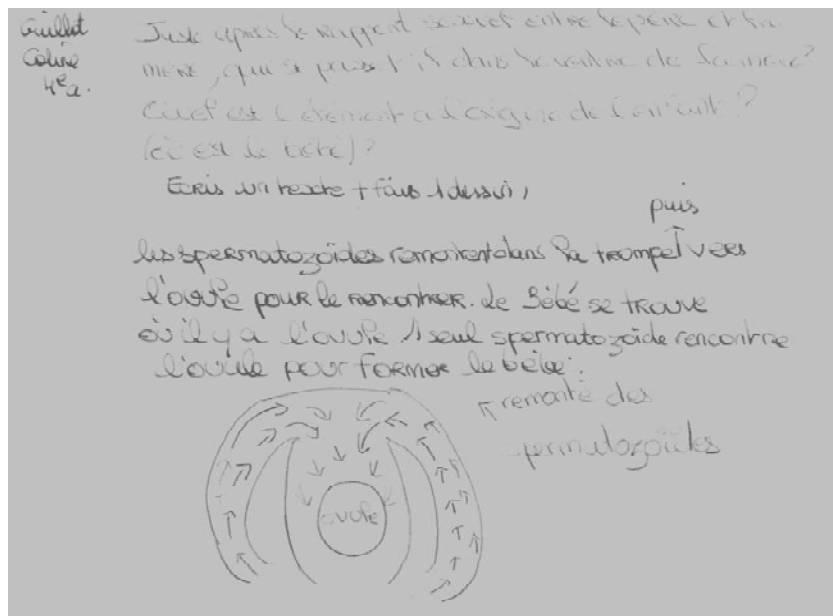 Guillot
Coline
4e a.
Juste après le rapport sexuel entre le père et la
mère, que se passe t'il dans le ventre de la mère?
Quel est l'élément à l'origine de l'enfant?
(où est le bébé)?
Ecris un texte + fais 1 dessin,
puis
les spermatozoïdes remontent dans la trompe ↑ vers
l'ovule pour le rencontrer. Le Bébé se trouve
où il y a l'ovule 1 seul spermatozoïde rencontre
l'ovule pour former le bébé.
remonté des
spermatozoïdes
ovule